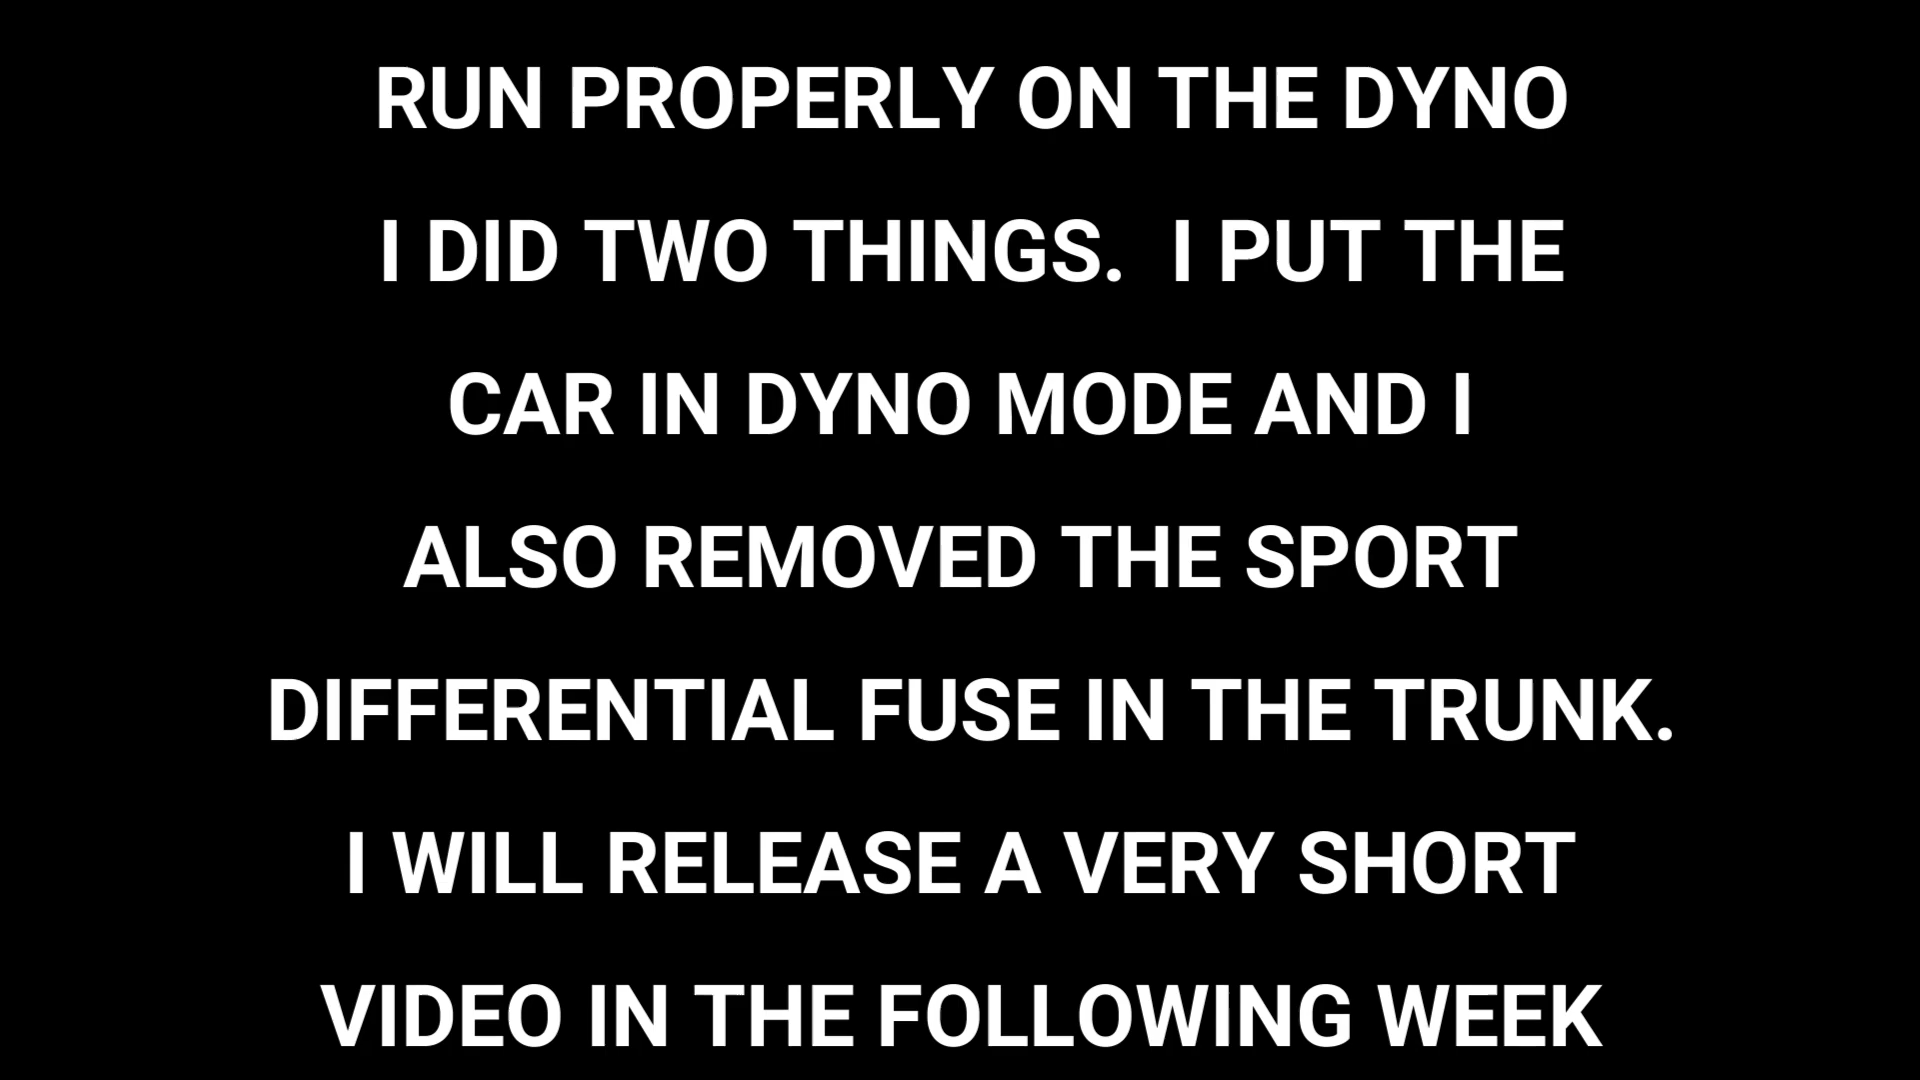 RUN PROPERLY ON THE DYNO
I DID TWO THINGS.  I PUT THE
CAR IN DYNO MODE AND I
ALSO REMOVED THE SPORT
DIFFERENTIAL FUSE IN THE TRUNK.
I WILL RELEASE A VERY SHORT
VIDEO IN THE FOLLOWING WEEK